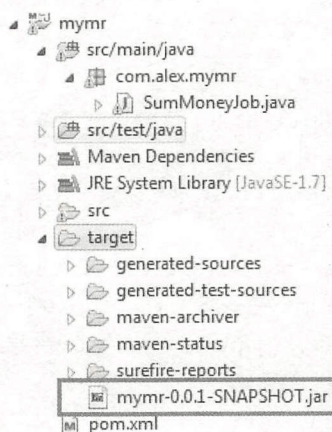 mymr
src/main/java
com.alex.mymr
SumMoneyJob.java
src/test/java
Maven Dependencies
JRE System Library [JavaSE-1.7]
src
target
generated-sources
generated-test-sources
maven-archiver
maven-status
surefire-reports
mymr-0.0.1-SNAPSHOT.jar
pom.xml